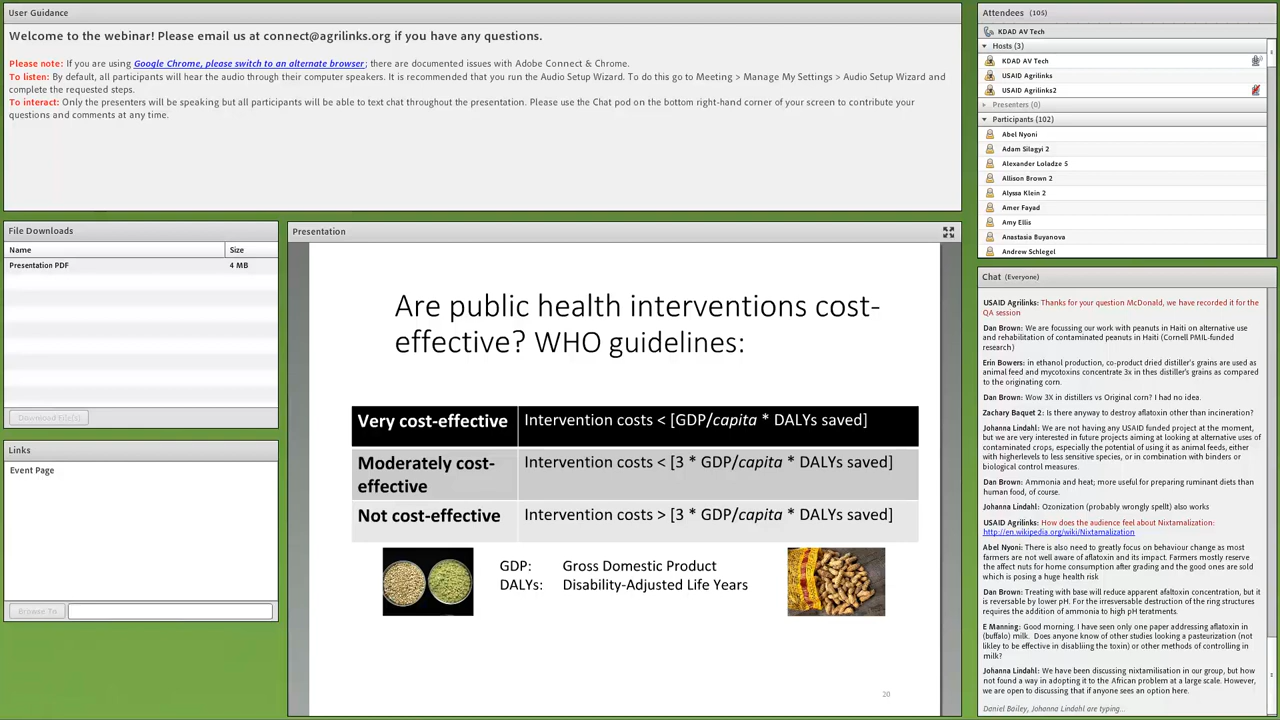 User Guidance
Welcome to the webinar! Please email us at connect@agrilinks.org if you have any questions.
Please note: If you are using Google Chrome, please switch to an alternate browser; there are documented issues with Adobe Connect & Chrome.
To listen: By default, all participants will hear the audio through their computer speakers. It is recommended that you run the Audio Setup Wizard. To do this go to Meeting > Manage My Settings > Audio Setup Wizard and
complete the requested steps.
To interact: Only the presenters will be speaking but all participants will be able to text chat throughout the presentation. Please use the Chat pod on the bottom right-hand corner of your screen to contribute your
questions and comments at any time.
File Downloads
Name Size
Presentation PDF 4 MB
Download File(s)
Links
Event Page
Browse To
Presentation
Are public health interventions cost-
effective? WHO guidelines:
Very cost-effective Intervention costs < [GDP/capita * DALYs saved]
Moderately cost- Intervention costs < [3 * GDP/capita * DALYs saved]
effective
Not cost-effective Intervention costs > [3 * GDP/capita * DALYs saved]
GDP: Gross Domestic Product
DALYs: Disability-Adjusted Life Years
20
Attendees (105)
KDAD AV Tech
Hosts (3)
KDAD AV Tech
USAID Agrilinks
USAID Agrilinks2
Presenters (0)
Participants (102)
Abel Nyoni
Adam Silagyi 2
Alexander Loladze 5
Allison Brown 2
Alyssa Klein 2
Amer Fayad
Amy Ellis
Anastasia Buyanova
Andrew Schlegel
Chat (Everyone)
USAID Agrilinks: Thanks for your question McDonald, we have recorded it for the
QA session
Dan Brown: We are focussing our work with peanuts in Haiti on alternative use
and rehabilitation of contaminated peanuts in Haiti (Cornell PMIL-funded
research)
Erin Bowers: in ethanol production, co-product dried distiller's grains are used as
animal feed and mycotoxins concentrate 3x in thes distiller's grains as compared
to the originating corn.
Dan Brown: Wow 3X in distillers vs Original corn? I had no idea.
Zachary Baquet 2: Is there anyway to destroy aflatoxin other than incineration?
Johanna Lindahl: We are not having any USAID funded project at the moment,
but we are very interested in future projects aiming at looking at alternative uses of
contaminated crops, especially the potential of using it as animal feeds, either
with higherlevels to less sensitive species, or in combination with binders or
biological control measures.
Dan Brown: Ammonia and heat; more useful for preparing ruminant diets than
human food, of course.
Johanna Lindahl: Ozonization (probably wrongly spellt) also works
USAID Agrilinks: How does the audience feel about Nixtamalization:
http://en.wikipedia.org/wiki/Nixtamalization
Abel Nyoni: There is also need to greatly focus on behaviour change as most
farmers are not well aware of aflatoxin and its impact. Farmers mostly reserve
the affect nuts for home consumption after grading and the good ones are sold
which is posing a huge health risk
Dan Brown: Treating with base will reduce apparent afaltoxin concentration, but it
is reversable by lower pH. For the irresversable destruction of the ring structures
requires the addition of ammonia to high pH teratments.
E Manning: Good morning. I have seen only one paper addressing aflatoxin in
(buffalo) milk. Does anyone know of other studies looking a pasteurization (not
likley to be effective in disabliing the toxin) or other methods of controlling in
milk?
Johanna Lindahl: We have been discussing nixtamilisation in our group, but how
not found a way in adopting it to the African problem at a large scale. However,
we are open to discussing that if anyone sees an option here.
Daniel Bailey, Johanna Lindahl are typing...